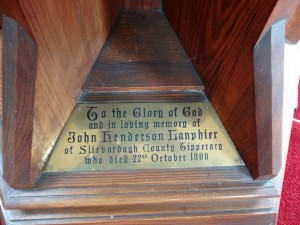 To the Glory of God
and in loving memory of
John Henderson Lanphier
of Slievardagh County Tipperary
who died 22nd October 1900